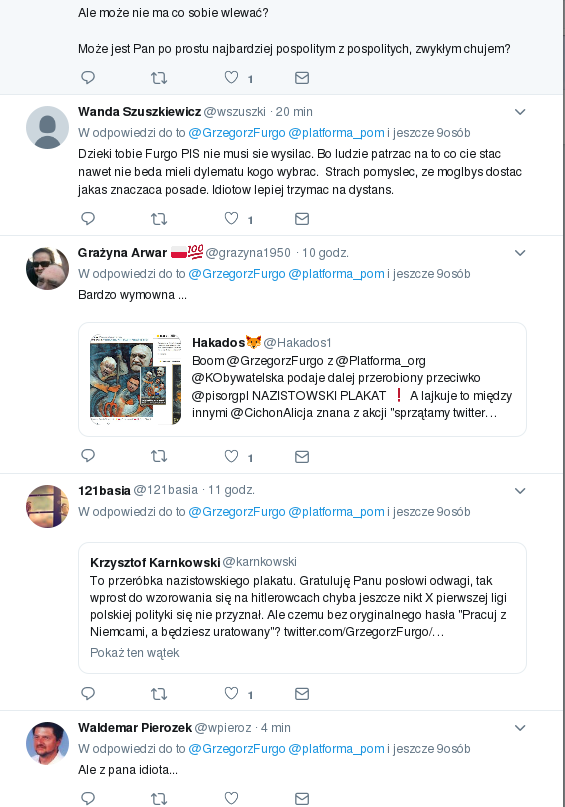 Ale może nie ma co sobie wlewać?
Może jest Pan po prostu najbardziej pospolitym z pospolitych, zwykłym chujem?
1
Wanda Szuszkiewicz @wszuszki · 20 min
W odpowiedzi do to @GrzegorzFurgo @platforma_pom i jeszcze 9osób
Dzieki tobie Furgo PIS nie musi sie wysilac. Bo ludzie patrzac na to co cie stac
nawet nie beda mieli dylematu kogo wybrac. Strach pomyslec, ze moglbys dostac
jakas znaczaca posade. Idiotow lepiej trzymac na dystans.
1
Grażyna Arwar 🇵🇱💯 @grazyna1950 · 10 godz.
W odpowiedzi do to @GrzegorzFurgo @platforma_pom i jeszcze 9osób
Bardzo wymowna ...
Hakados🦊 @Hakados1
Boom @GrzegorzFurgo z @Platforma_org
@KObywatelska podaje dalej przerobiony przeciwko
@pisorgpl NAZISTOWSKI PLAKAT ❗ A lajkuje to między
innymi @CichonAlicja znana z akcji "sprzątamy twitter…
1
121basia @121basia · 11 godz.
W odpowiedzi do to @GrzegorzFurgo @platforma_pom i jeszcze 9osób
Krzysztof Karnkowski @karnkowski
To przeróbka nazistowskiego plakatu. Gratuluję Panu posłowi odwagi, tak
wprost do wzorowania się na hitlerowcach chyba jeszcze nikt X pierwszej ligi
polskiej polityki się nie przyznał. Ale czemu bez oryginalnego hasła "Pracuj z
Niemcami, a będziesz uratowany"? twitter.com/GrzegorzFurgo/…
Pokaż ten wątek
1
Waldemar Pierozek @wpieroz · 4 min
W odpowiedzi do to @GrzegorzFurgo @platforma_pom i jeszcze 9osób
Ale z pana idiota...